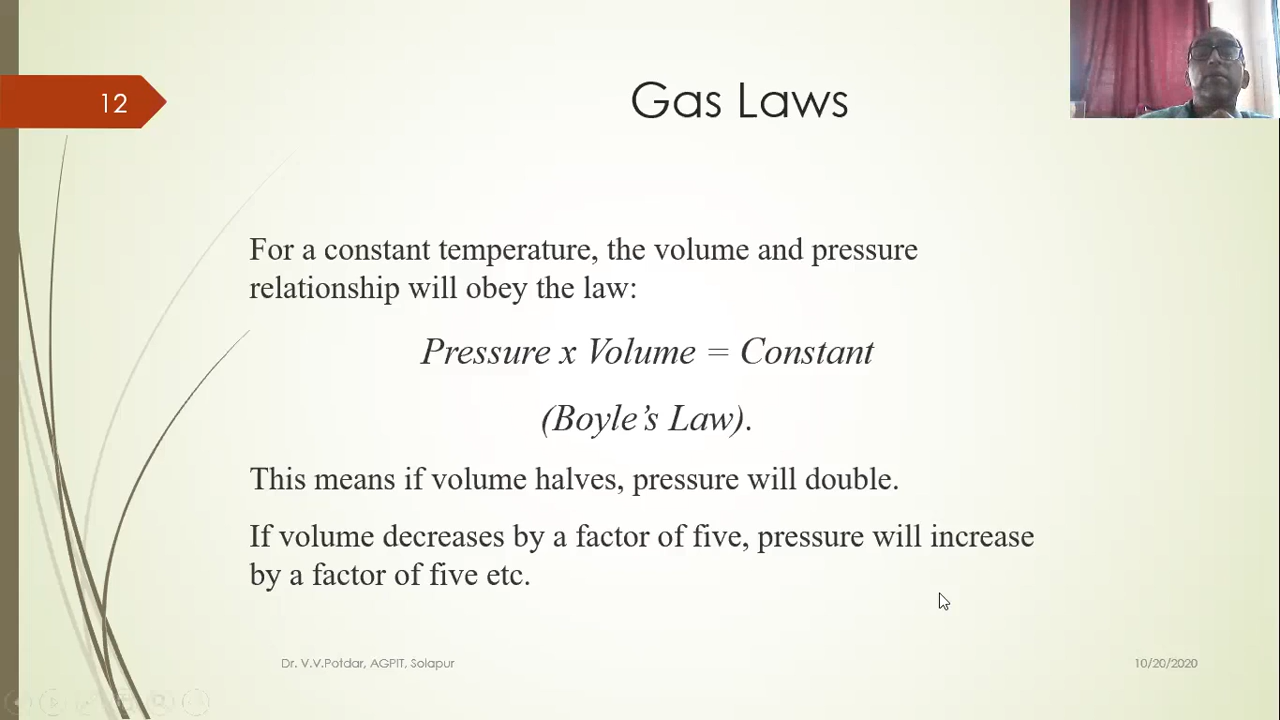 12
Gas Laws
For a constant temperature, the volume and pressure
relationship will obey the law:
Pressure x Volume = Constant
(Boyle’s Law).
This means if volume halves, pressure will double.
If volume decreases by a factor of five, pressure will increase
by a factor of five etc.
Dr. V.V.Potdar, AGPIT, Solapur
10/20/2020